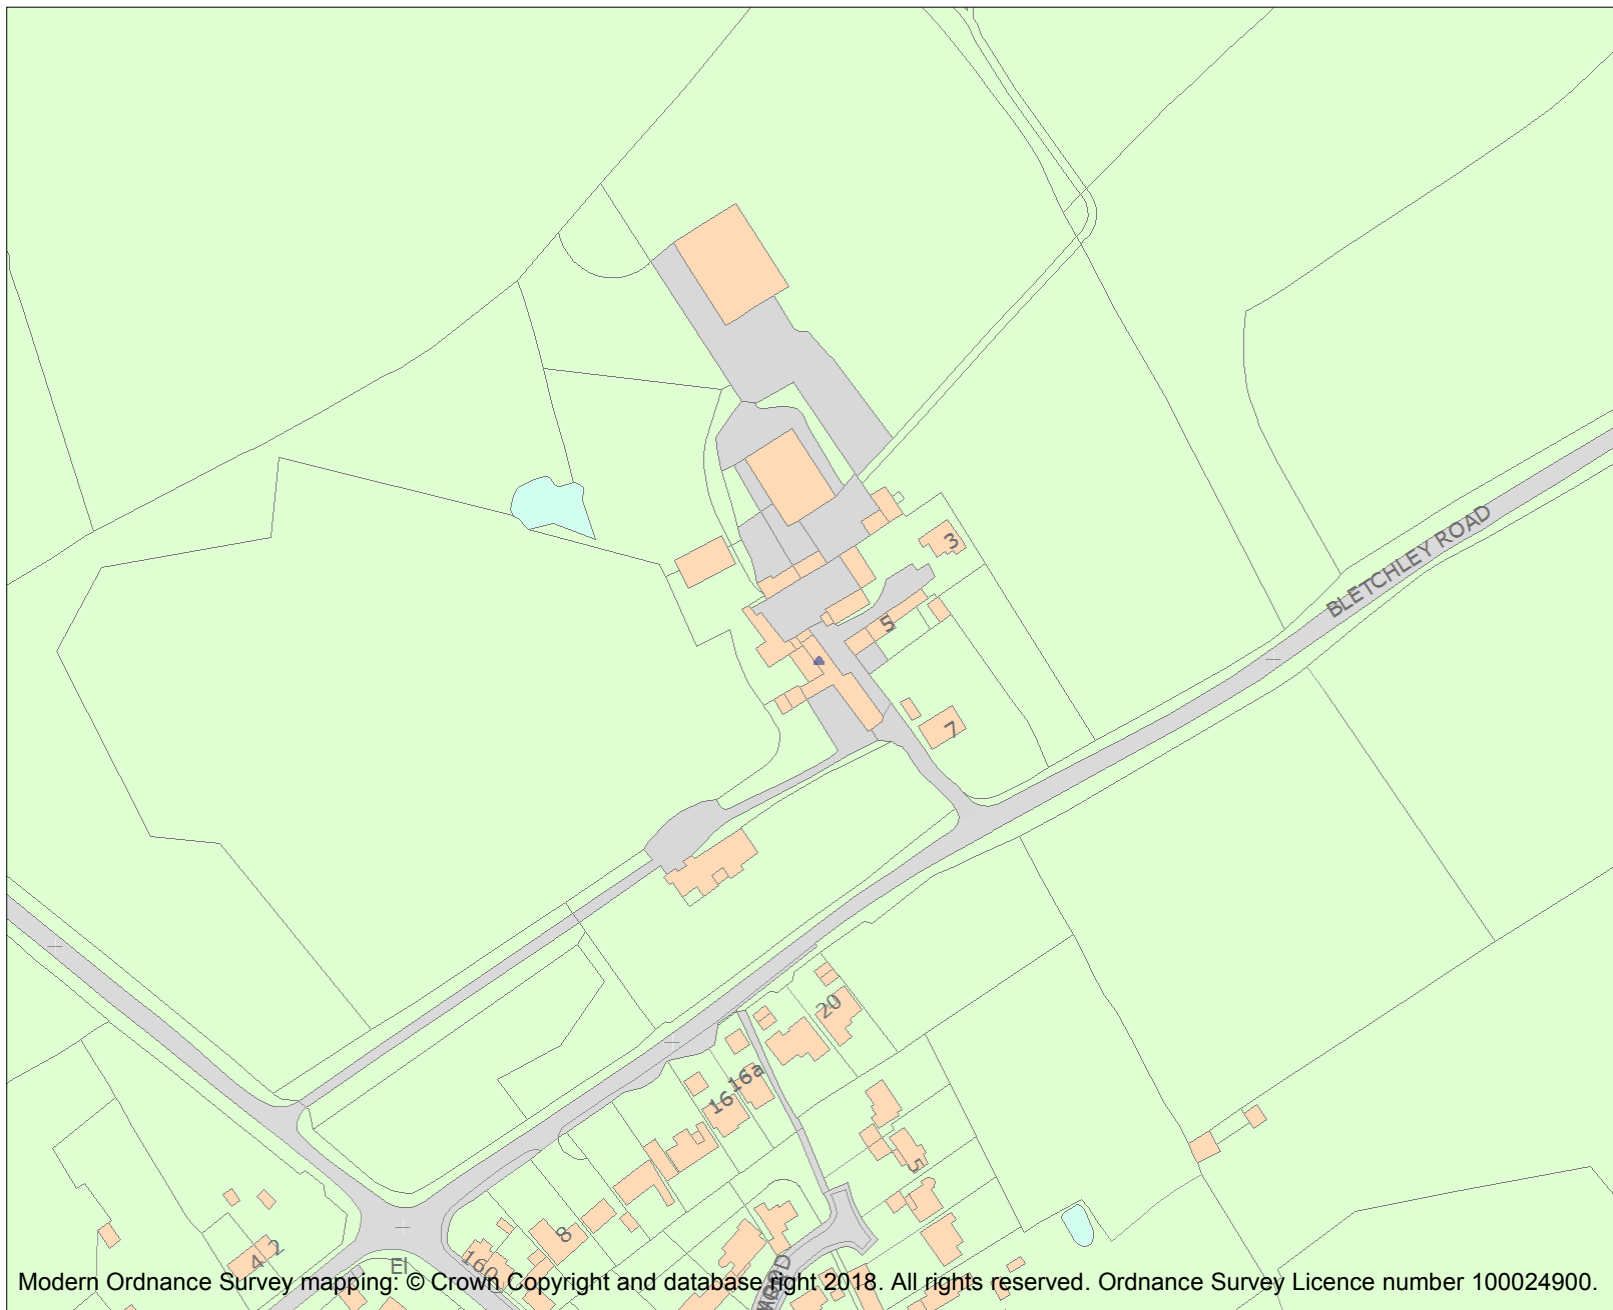 3
BLETCHLEY ROAD
5
7
20
16a
16
5
8
160
4 2
El
Modern Ordnance Survey mapping: © Crown Copyright and database right 2018. All rights reserved. Ordnance Survey Licence number 100024900.